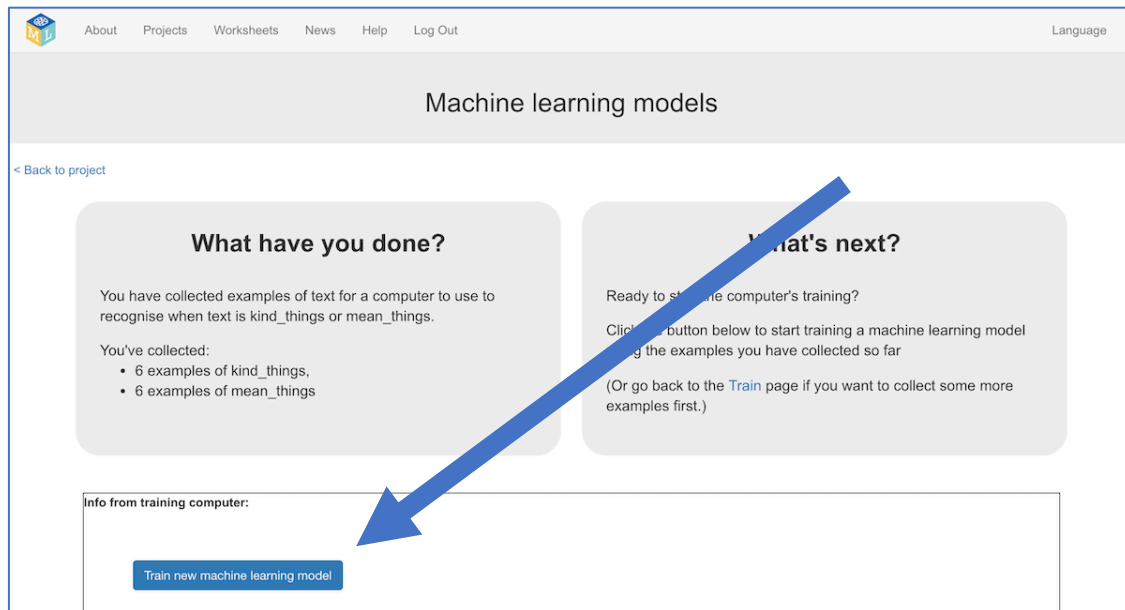 ML
About Projects Worksheets News Help Log Out Language
Machine learning models
< Back to project
What have you done?
You have collected examples of text for a computer to use to
recognise when text is kind_things or mean_things.
You've collected:
• 6 examples of kind_things,
• 6 examples of mean_things
What's next?
Ready to the computer's training?
button below to start training a machine learning model
the examples you have collected so far
(Or go back to the Train page if you want to collect some more
examples first.)
Info from training computer:
Train new machine learning model